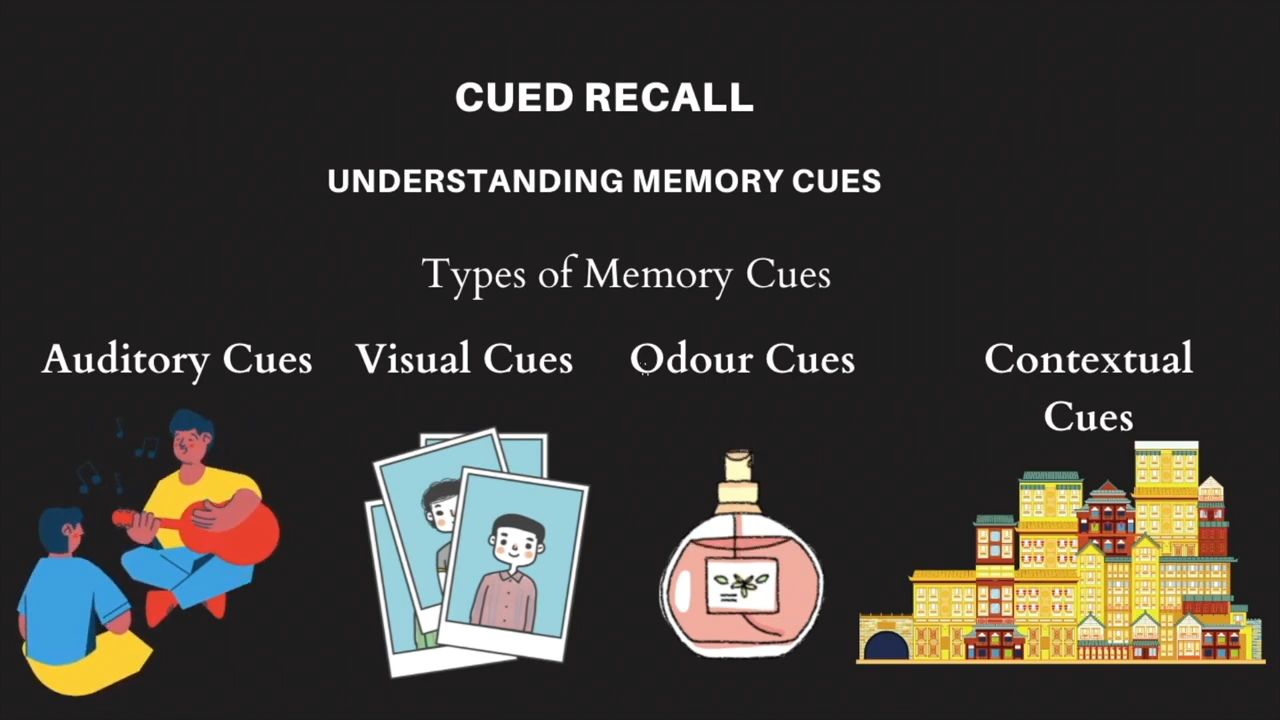 CUED RECALL
UNDERSTANDING MEMORY CUES
Types of Memory Cues
Auditory Cues
Visual Cues
Odour Cues
Contextual
Cues